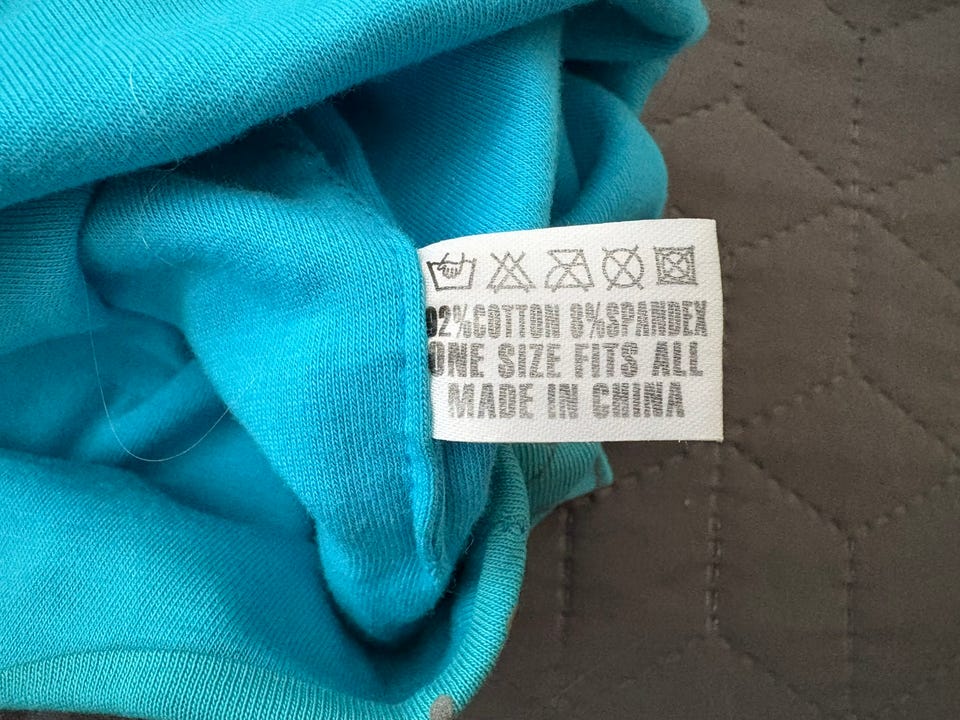 92%COTTON 8%SPANDEX
ONE SIZE FITS ALL
MADE IN CHINA